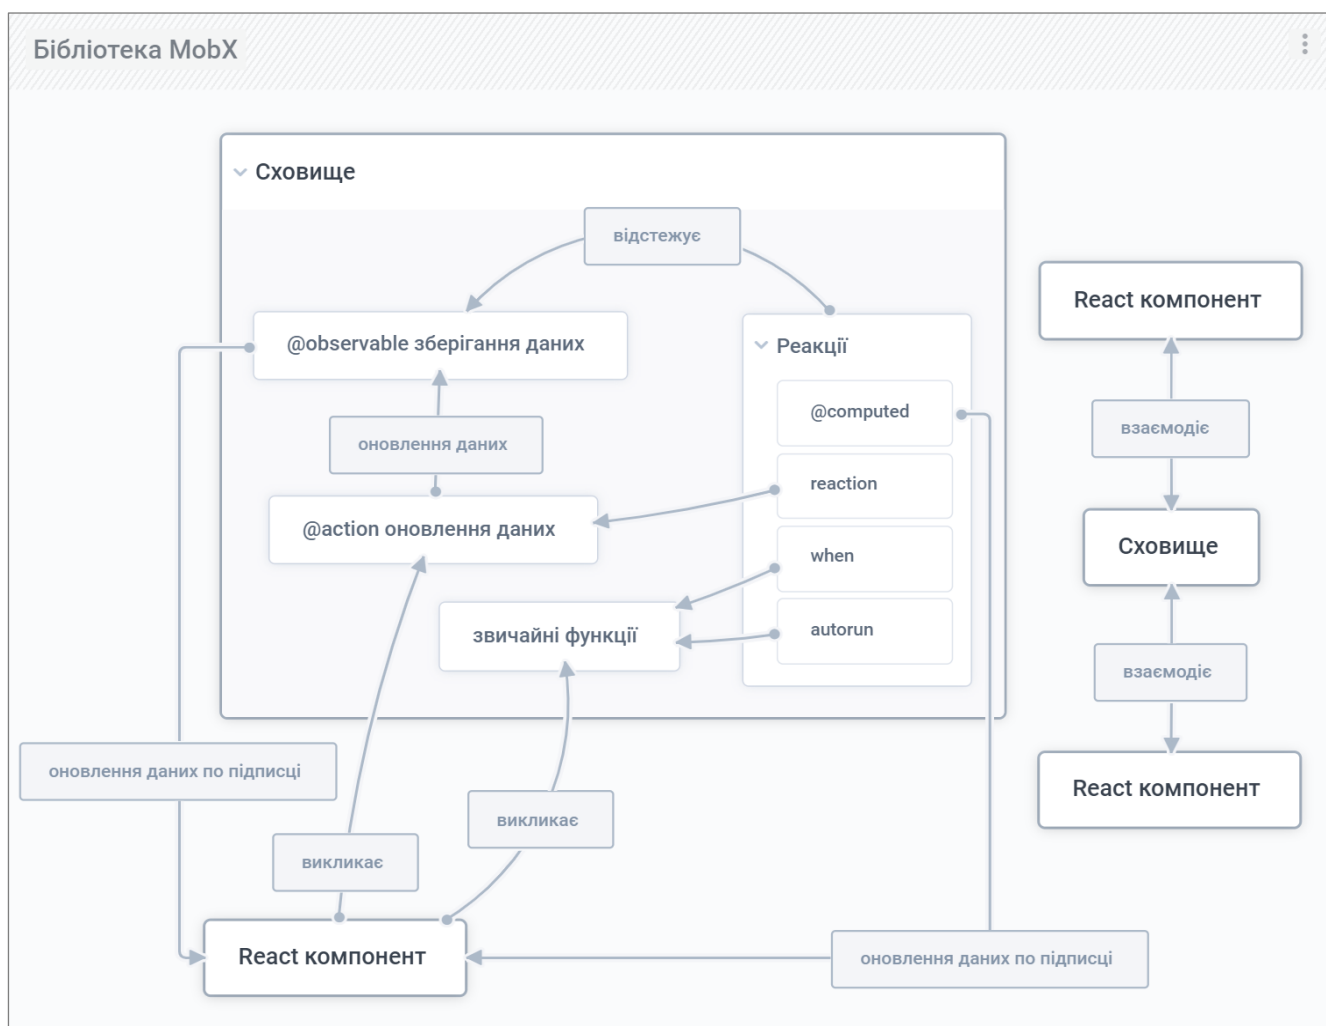 Бібліотека MobX
Сховище
відстежує
@observable зберігання даних
Реакції
@computed
оновлення даних
reaction
@action оновлення даних
when
звичайні функції
autorun
оновлення даних по підписці
викликає
викликає
React компонент
оновлення даних по підписці
React компонент
взаємодіє
Сховище
взаємодіє
React компонент